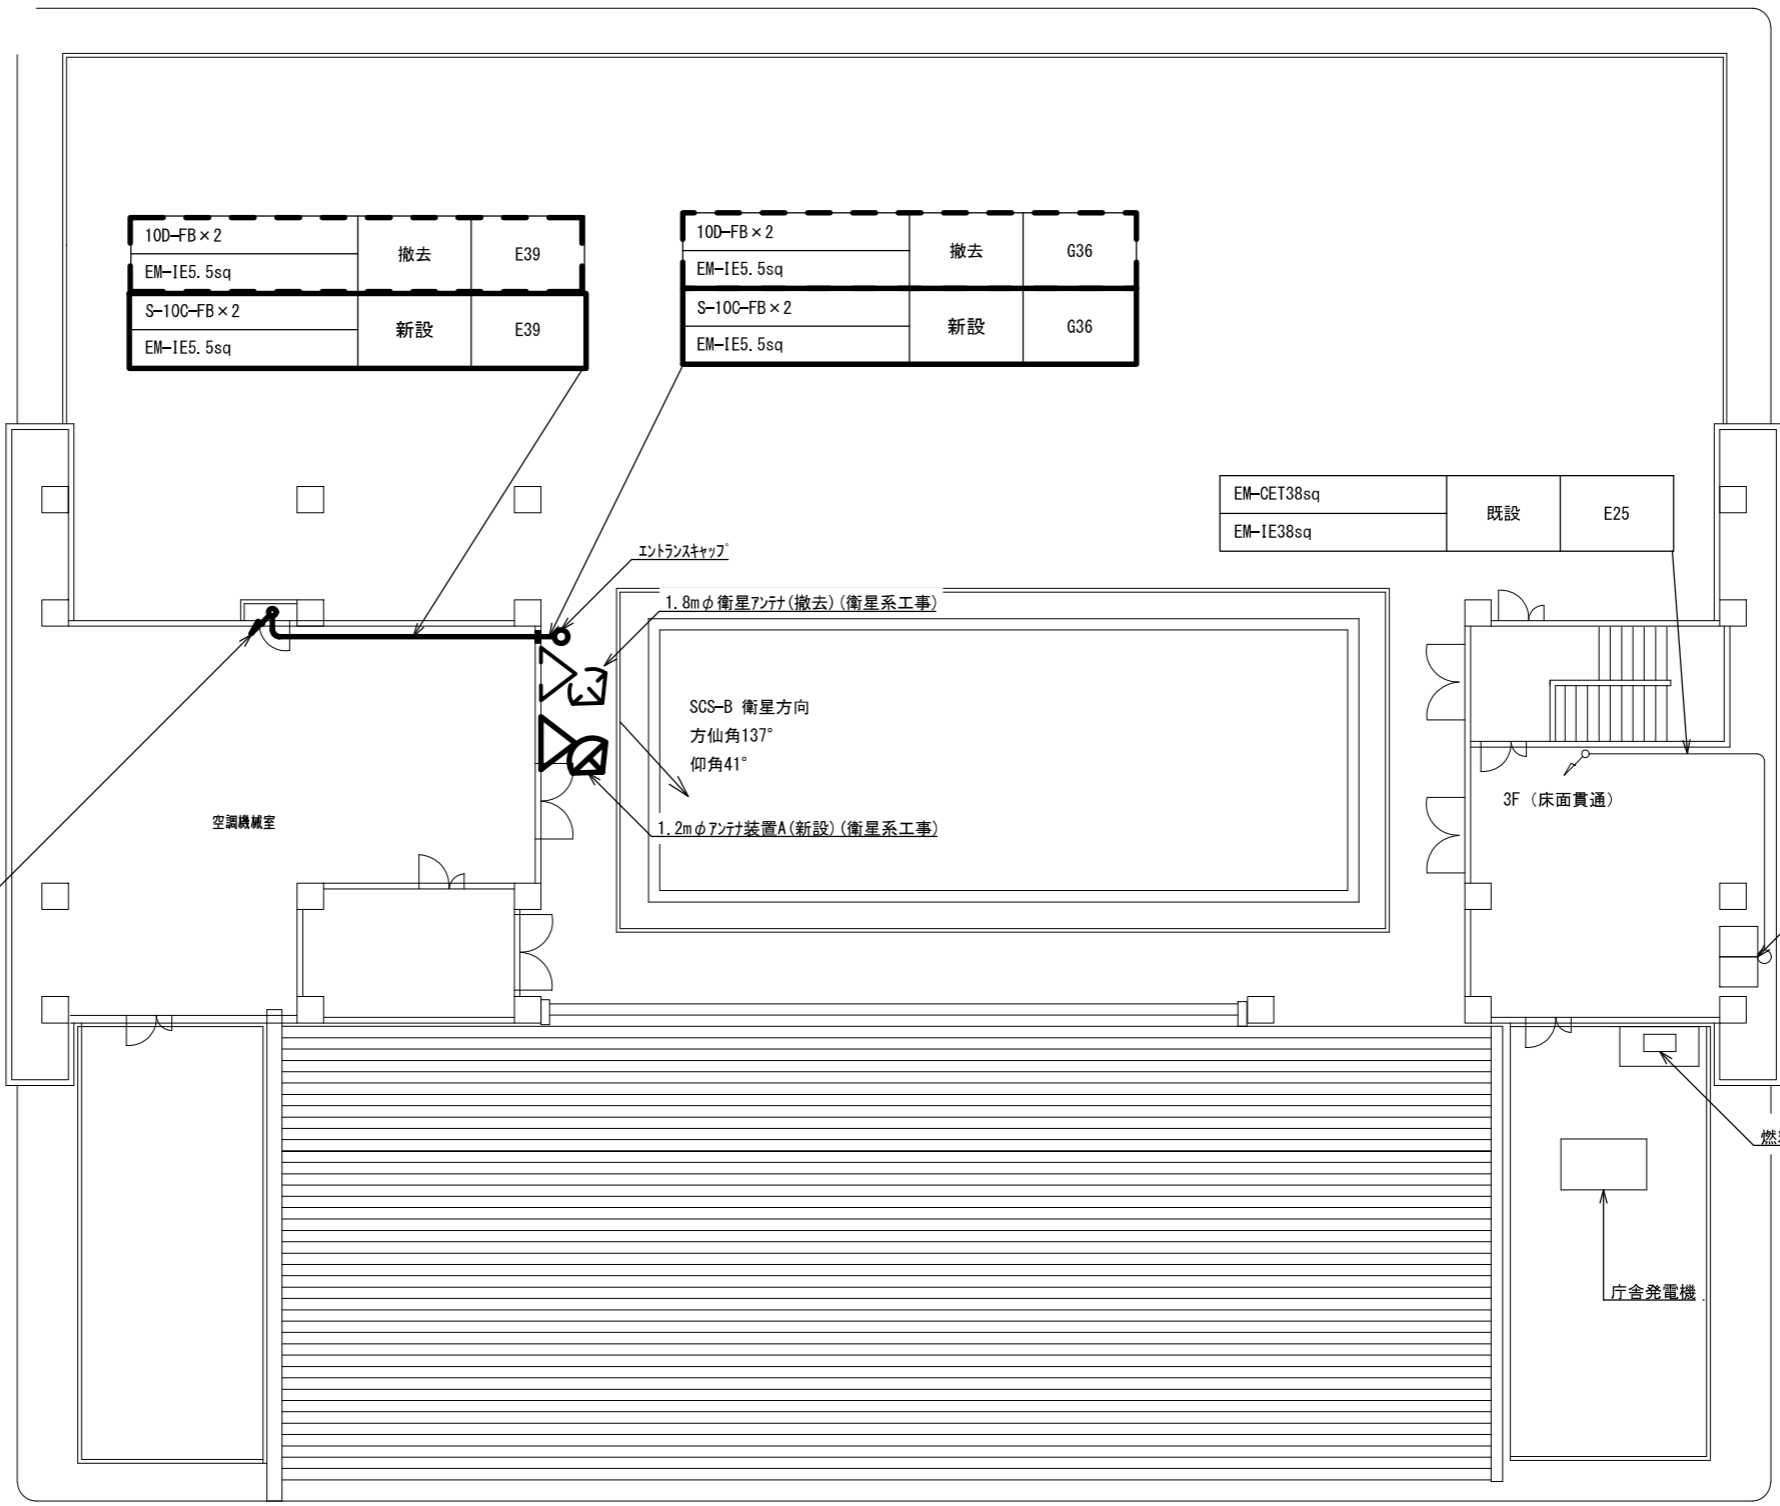 10D-FB×2
EM-IE5.5sq
撤去
E39
S-10C-FB×2
EM-IE5.5sq
新設
E39
10D-FB×2
EM-IE5.5sq
撤去
G36
S-10C-FB×2
EM-IE5.5sq
新設
G36
EM-CET38sq
EM-IE38sq
既設
E25
エントランスキャップ
1.8mφ衛星アンテナ(撤去)(衛星系工事)
SCS-B 衛星方向
方仙角137°
仰角41°
3F（床面貫通）
空調機械室
1.2mφアンテナ装置A(新設)(衛星系工事)
庁舎発電機